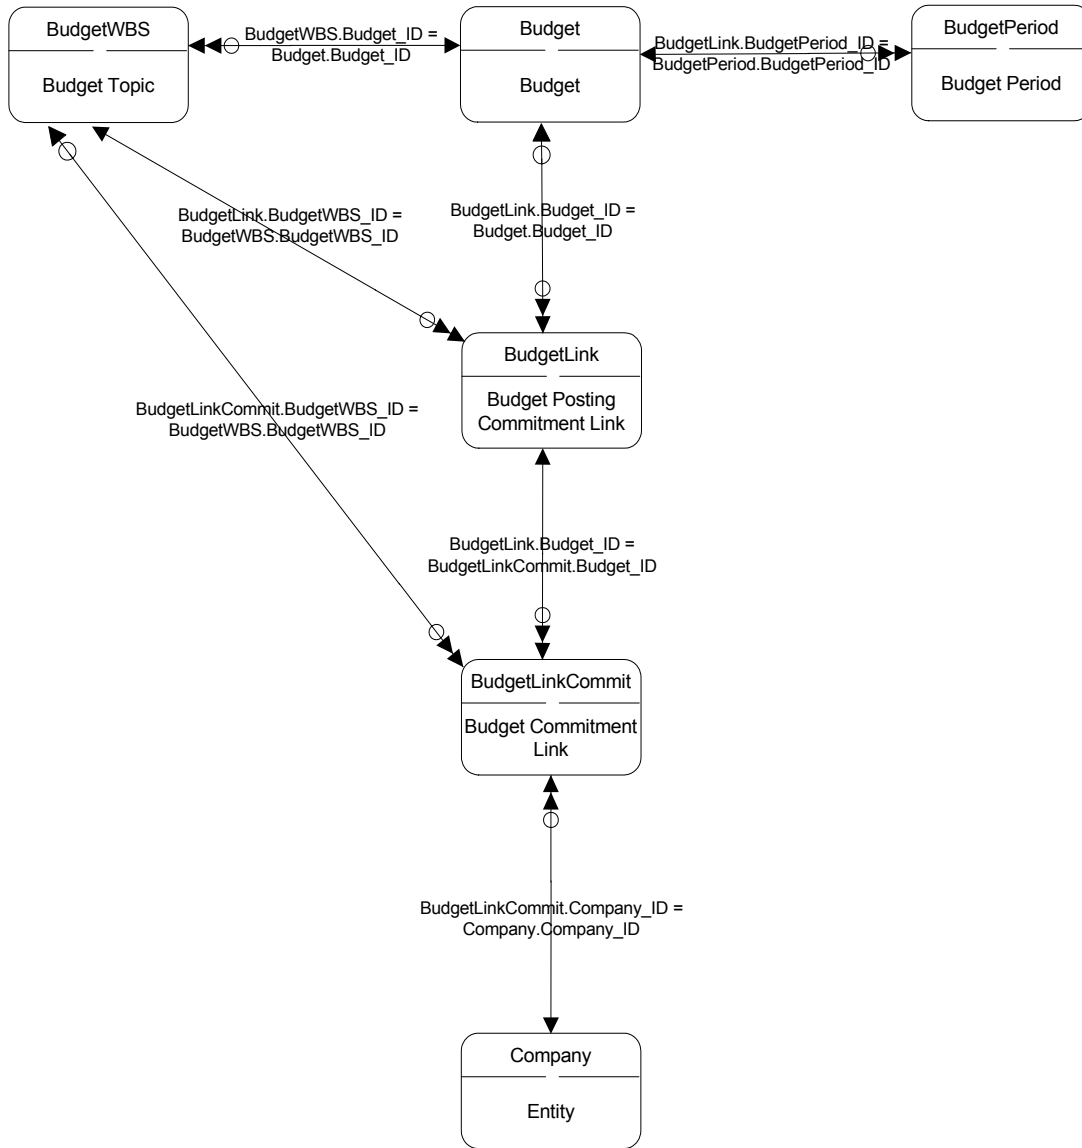 BudgetWBS
Budget Topic
BudgetWBS.Budget_ID =
Budget.Budget_ID
Budget
Budget
BudgetLink.BudgetPeriod_ID =
BudgetPeriod.BudgetPeriod_ID
BudgetPeriod
Budget Period
BudgetLink.BudgetWBS_ID =
BudgetWBS.BudgetWBS_ID
BudgetLink.Budget_ID =
Budget.Budget_ID
BudgetLink
Budget Posting
Commitment Link
BudgetLinkCommit.BudgetWBS_ID =
BudgetWBS.BudgetWBS_ID
BudgetLink.Budget_ID =
BudgetLinkCommit.Budget_ID
BudgetLinkCommit
Budget Commitment
Link
BudgetLinkCommit.Company_ID =
Company.Company_ID
Company
Entity